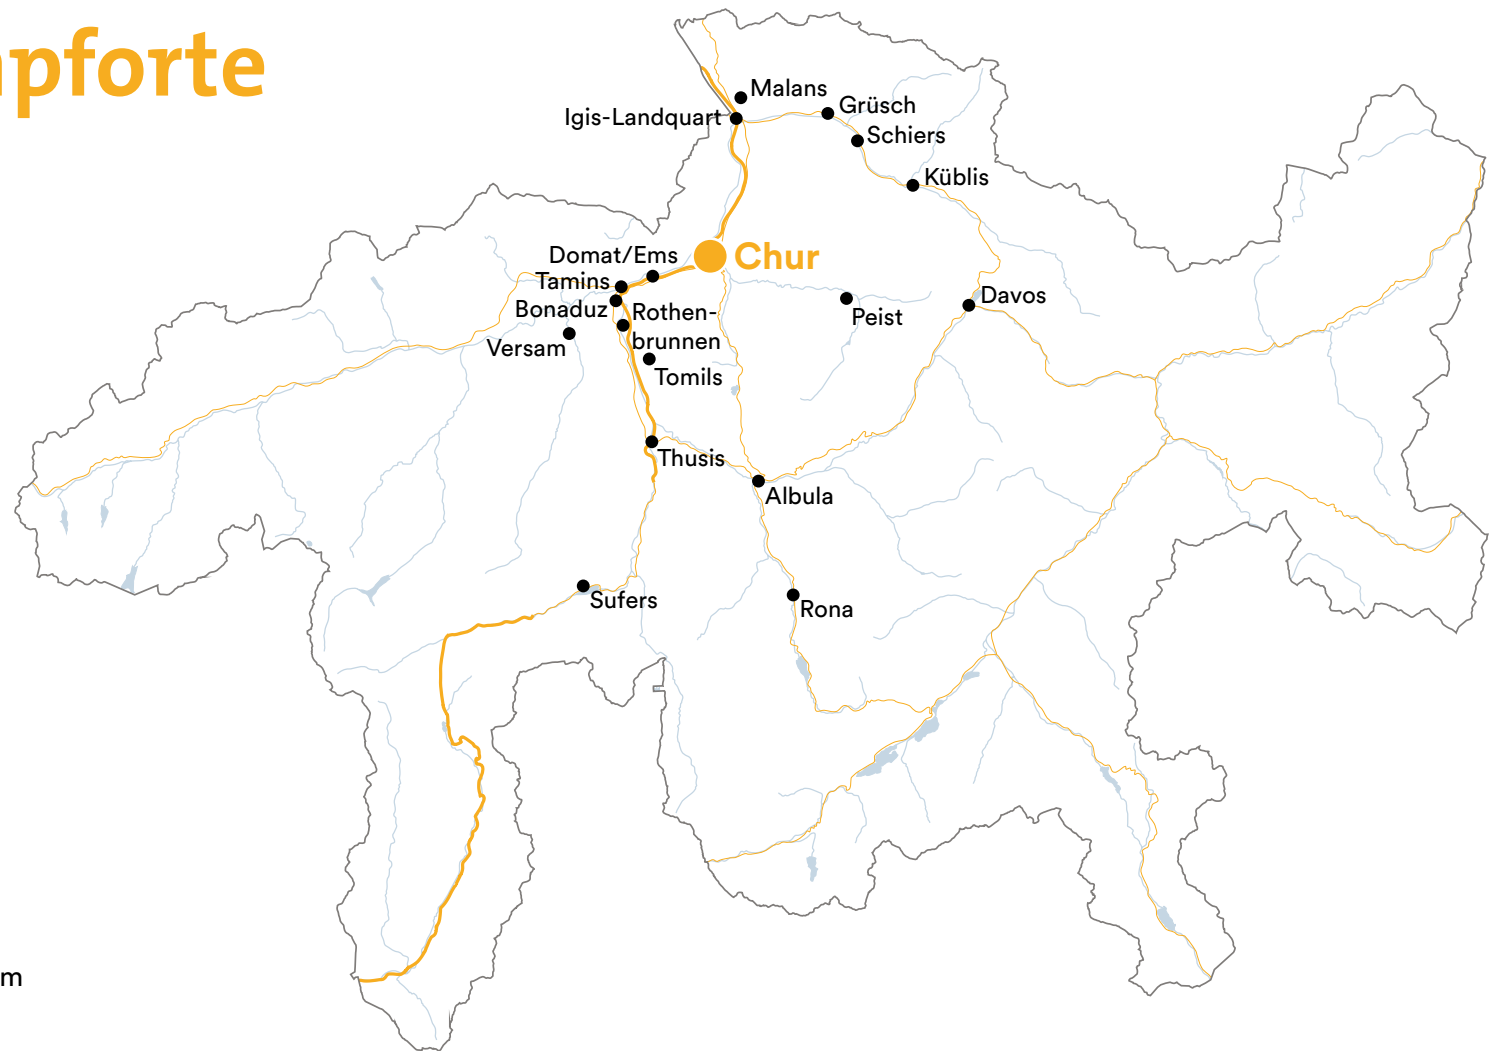 npforte
Malans
Grüsch
Igis-Landquart
Schiers
Küblis
Domat/Ems
Chur
Tamins
Davos
Bonaduz
Rothen-
brunnen
Peist
Versam
Tomils
Thusis
Albula
Sufers
Rona
m